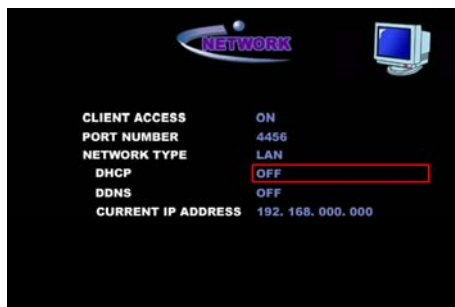 NETWORK
CLIENT ACCESS ON
PORT NUMBER 4456
NETWORK TYPE LAN
DHCP OFF
DDNS OFF
CURRENT IP ADDRESS 192. 168. 000. 000